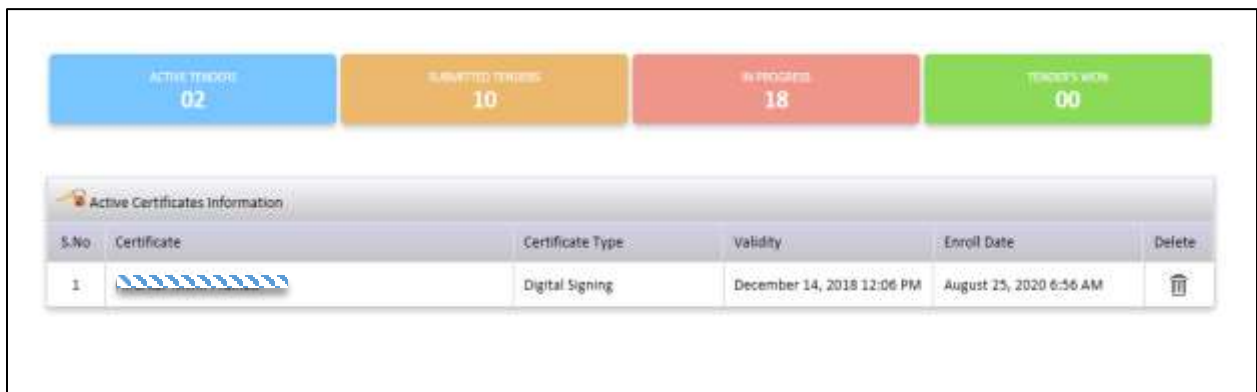 ACTIVE TENDERS
02
SUBMITTED TENDERS
10
IN PROGRESS
18
TENDERS WON
00
Active Certificates Information
S.No Certificate Certificate Type Validity Enroll Date Delete
1 Digital Signing December 14, 2018 12:06 PM August 25, 2020 6:56 AM